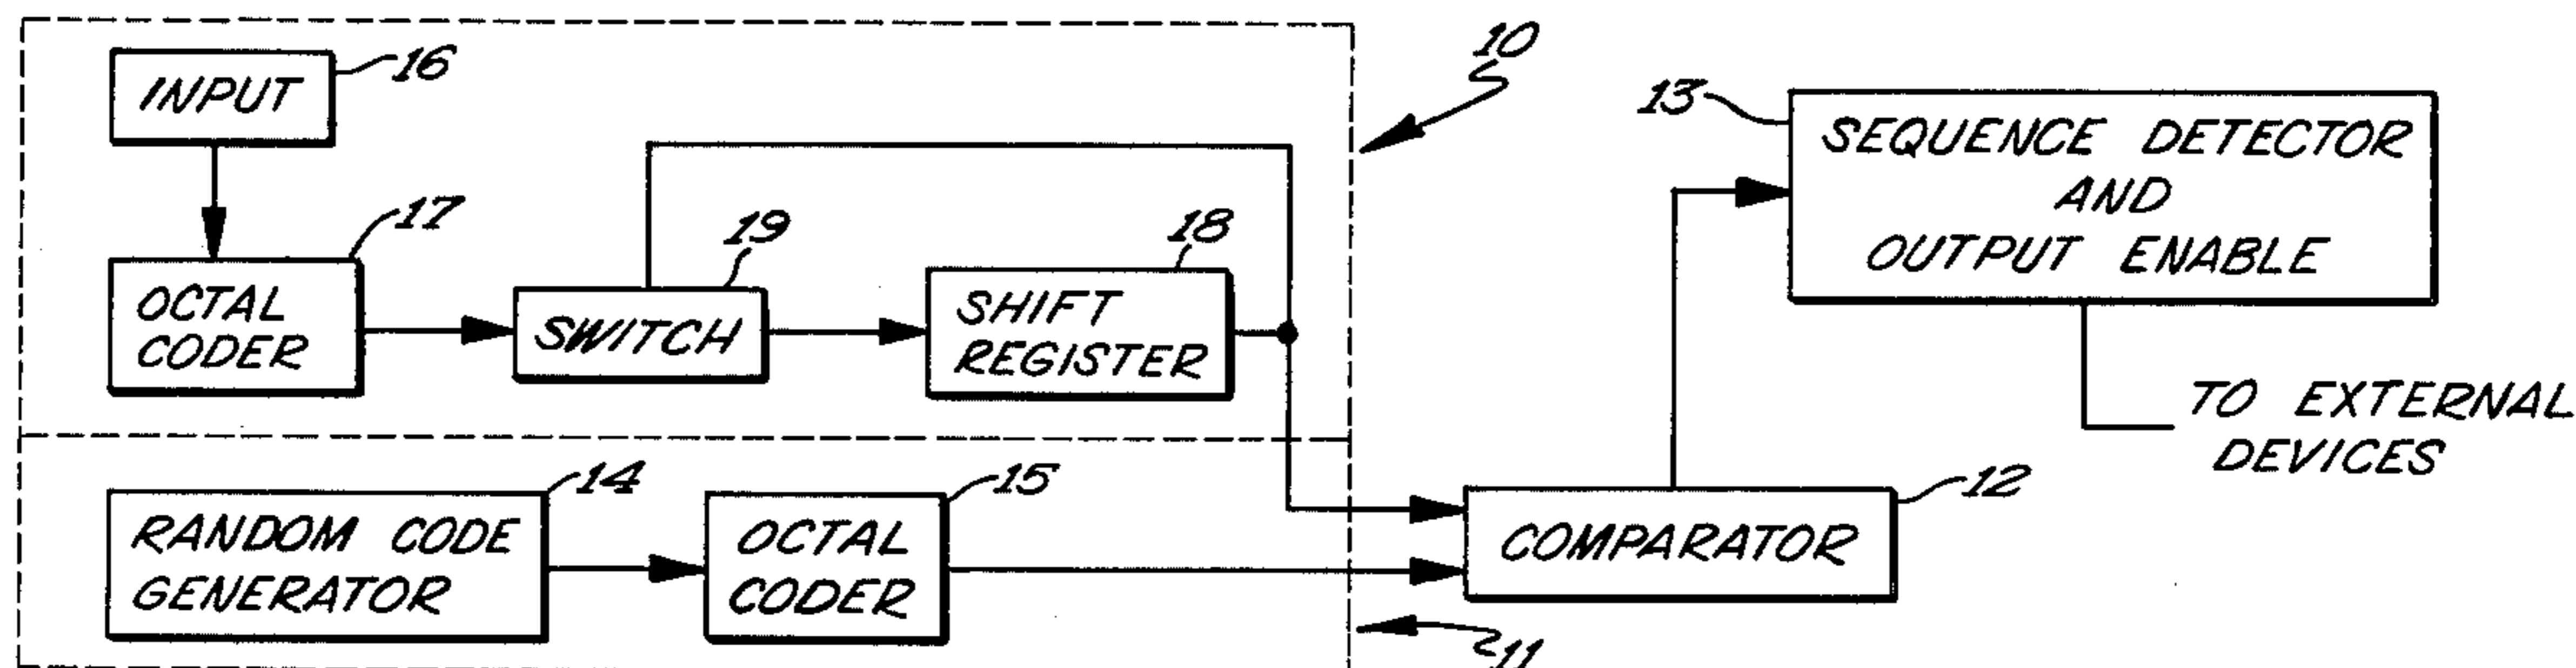 10
INPUT
16
13
SEQUENCE DETECTOR
AND
OUTPUT ENABLE
17
OCTAL
CODER
19
SWITCH
18
SHIFT
REGISTER
TO EXTERNAL
DEVICES
14
RANDOM CODE
GENERATOR
15
OCTAL
CODER
12
COMPARATOR
11